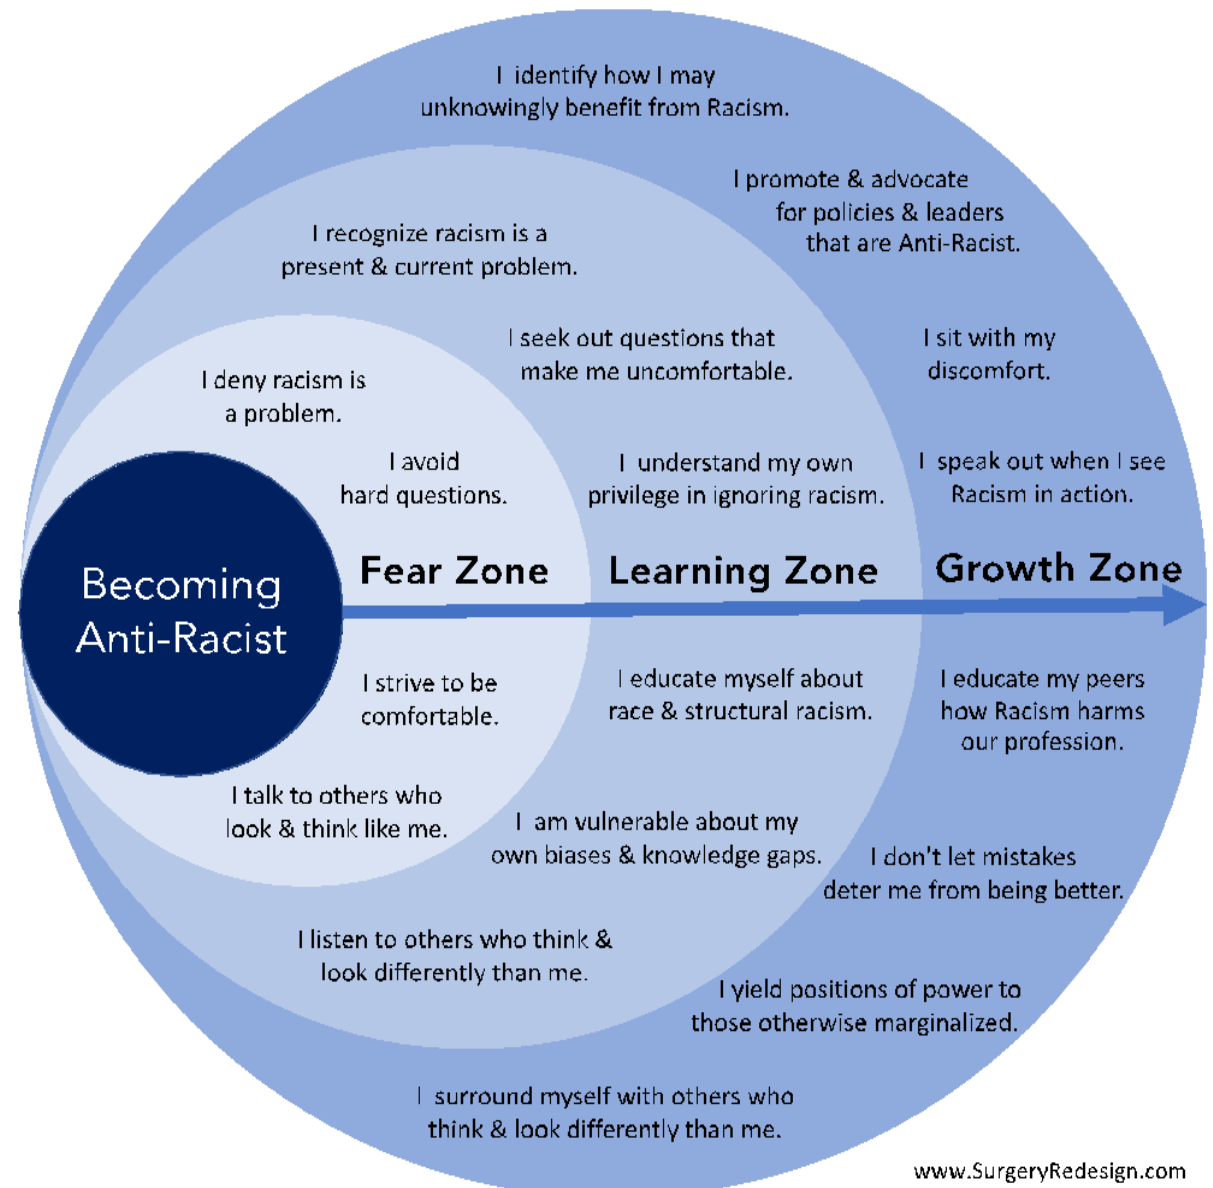 I identify how I may
unknowingly benefit from Racism.
I promote & advocate
for policies & leaders
that are Anti-Racist.
I recognize racism is a
present & current problem.
I seek out questions that
make me uncomfortable.
I sit with my
discomfort.
I deny racism is
a problem.
I avoid
hard questions.
I understand my own
privilege in ignoring racism.
I speak out when I see
Racism in action.
Becoming
Anti-Racist
Fear Zone
Learning Zone
Growth Zone
I strive to be
comfortable.
I educate myself about
race & structural racism.
I educate my peers
how Racism harms
our profession.
I talk to others who
look & think like me.
I am vulnerable about my
own biases & knowledge gaps.
I don't let mistakes
deter me from being better.
I listen to others who think &
look differently than me.
I yield positions of power to
those otherwise marginalized.
I surround myself with others who
think & look differently than me.
www.SurgeryRedesign.com